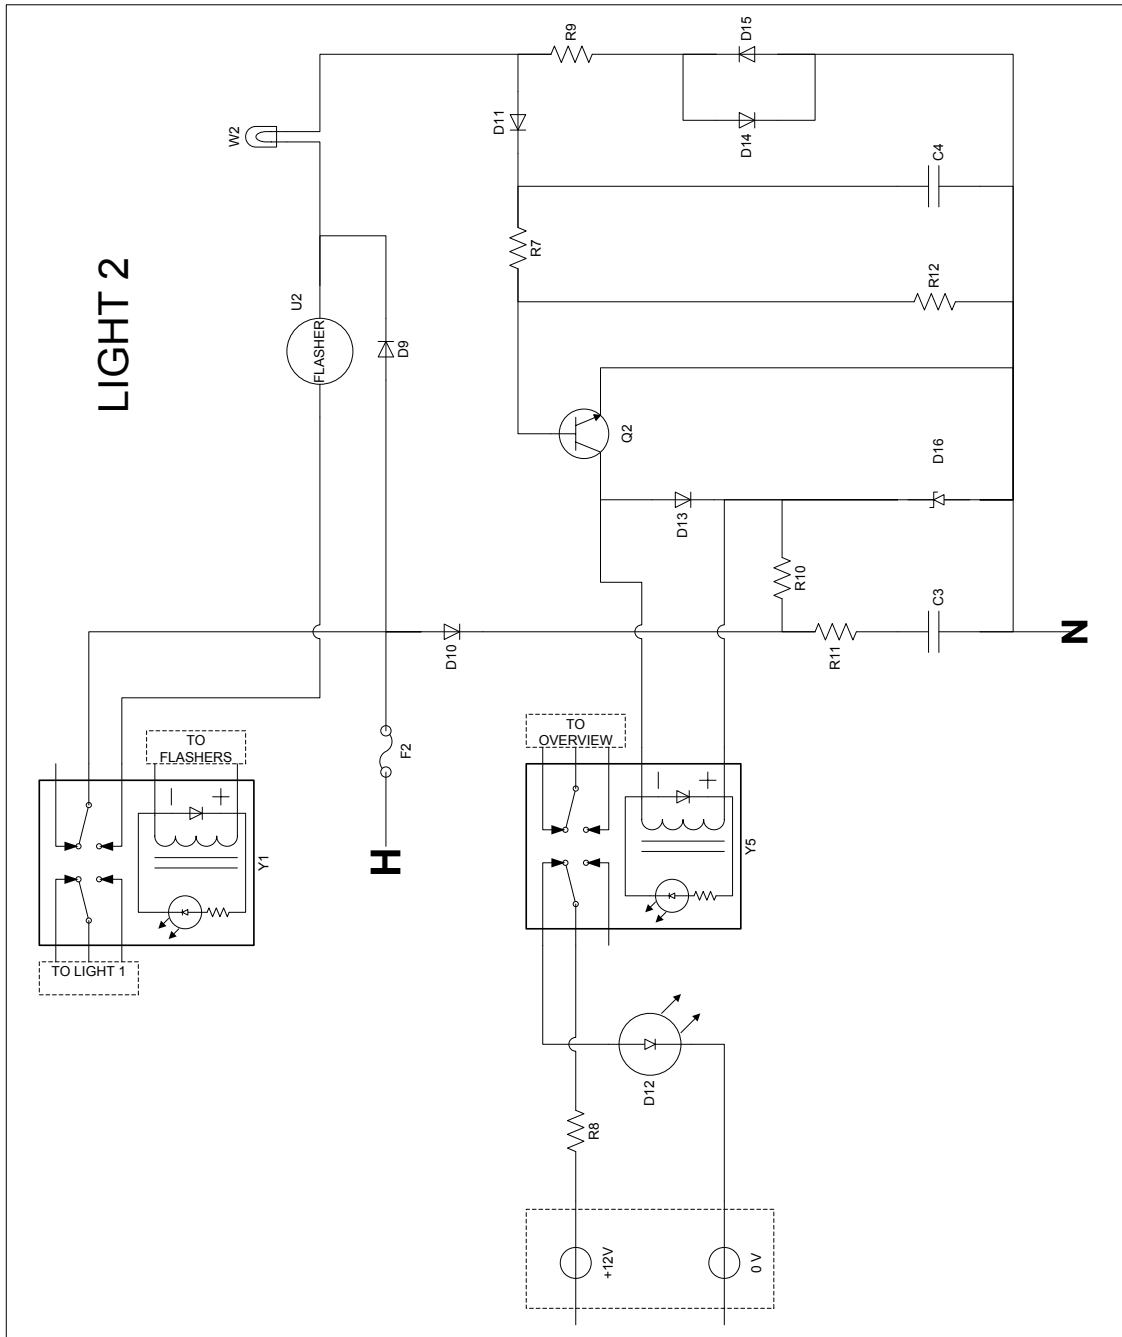 LIGHT 2
R9
D15
D14
D11
W2
C4
R7
U2
FLASHER
D9
R12
Q2
D16
D13
R10
C3
D10
R11
N
TO
FLASHERS
F2
TO
OVERVIEW
Y1
H
Y5
TO LIGHT 1
D12
R8
+12V
0 V